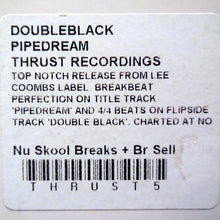 DOUBLEBLACK
PIPEDREAM
THRUST RECORDINGS
TOP NOTCH RELEASE FROM LEE
COOMBS LABEL. BREAKBEAT
PERFECTION ON TITLE TRACK
'PIPEDREAM' AND 4/4 BEATS ON FLIPSIDE
TRACK 'DOUBLE BLACK'. CHARTED AT NO
Nu Skool Breaks + Br Sell
THRUST5